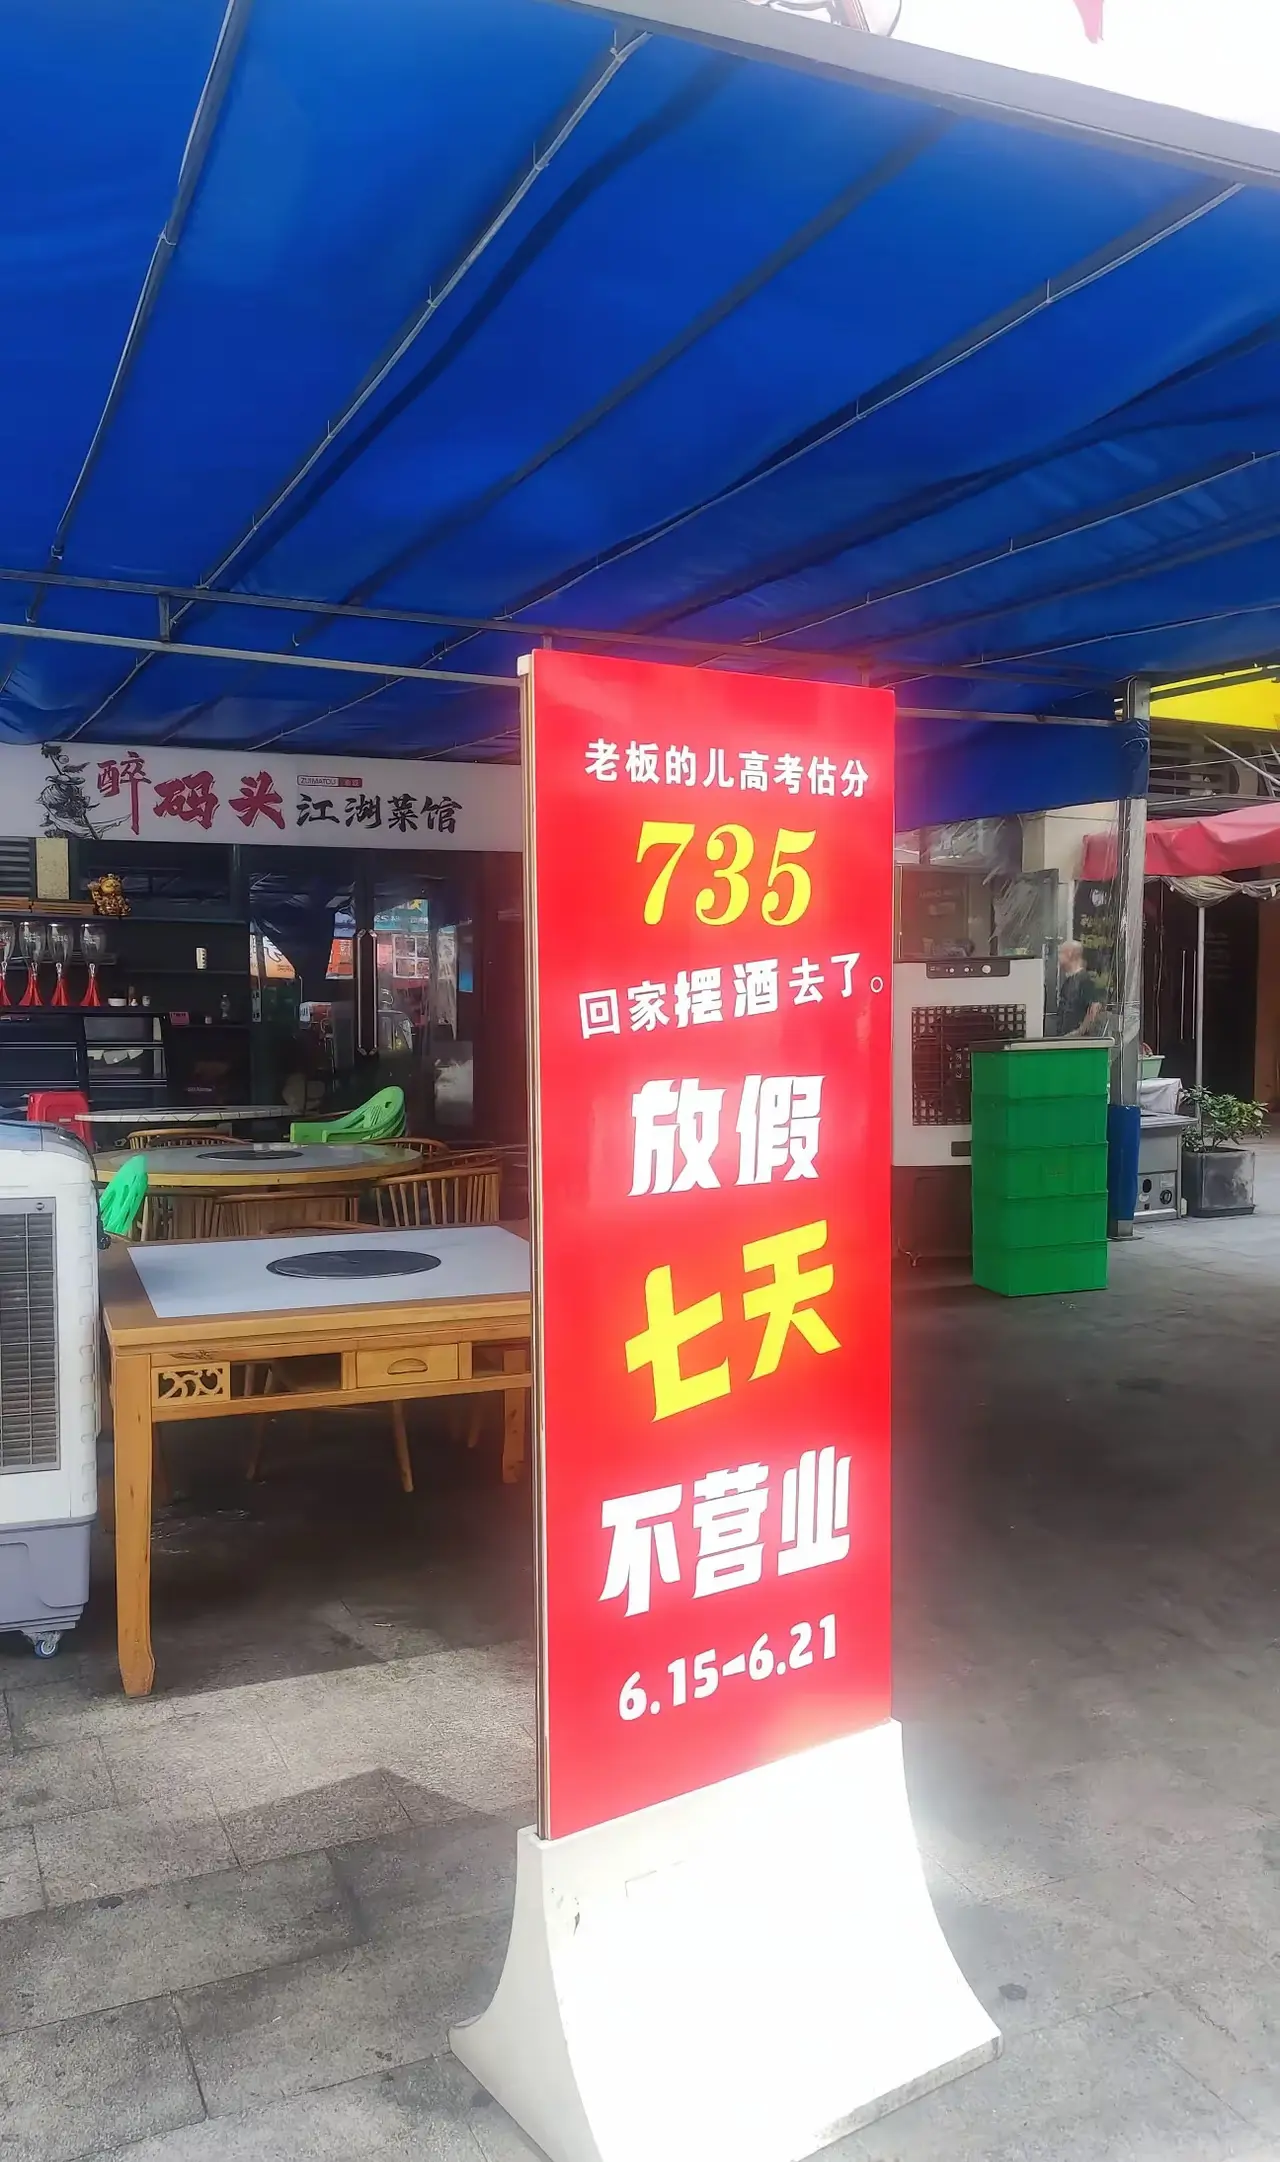 老板的儿高考估分
735
回家摆酒去了。
放假
七天
不营业
6.15-6.21
醉码头
ZUIMATOU
江湖菜馆